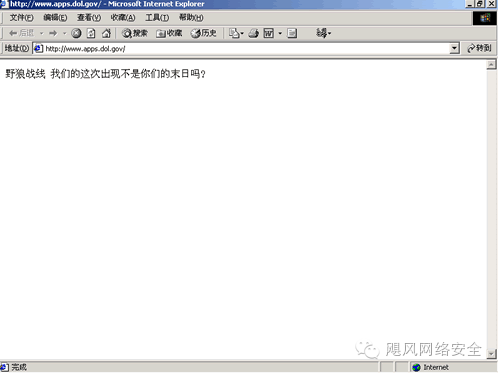 http://www.apps.dol.gov/ - Microsoft Internet Explorer
文件(F) 编辑(E) 查看(V) 收藏(A) 工具(T) 帮助(H)
后退 搜索 收藏 历史
地址(D) http://www.apps.dol.gov/ 转到
野狼战线 我们的这次出现不是你们的末日吗?
飓风网络安全
完成 Internet